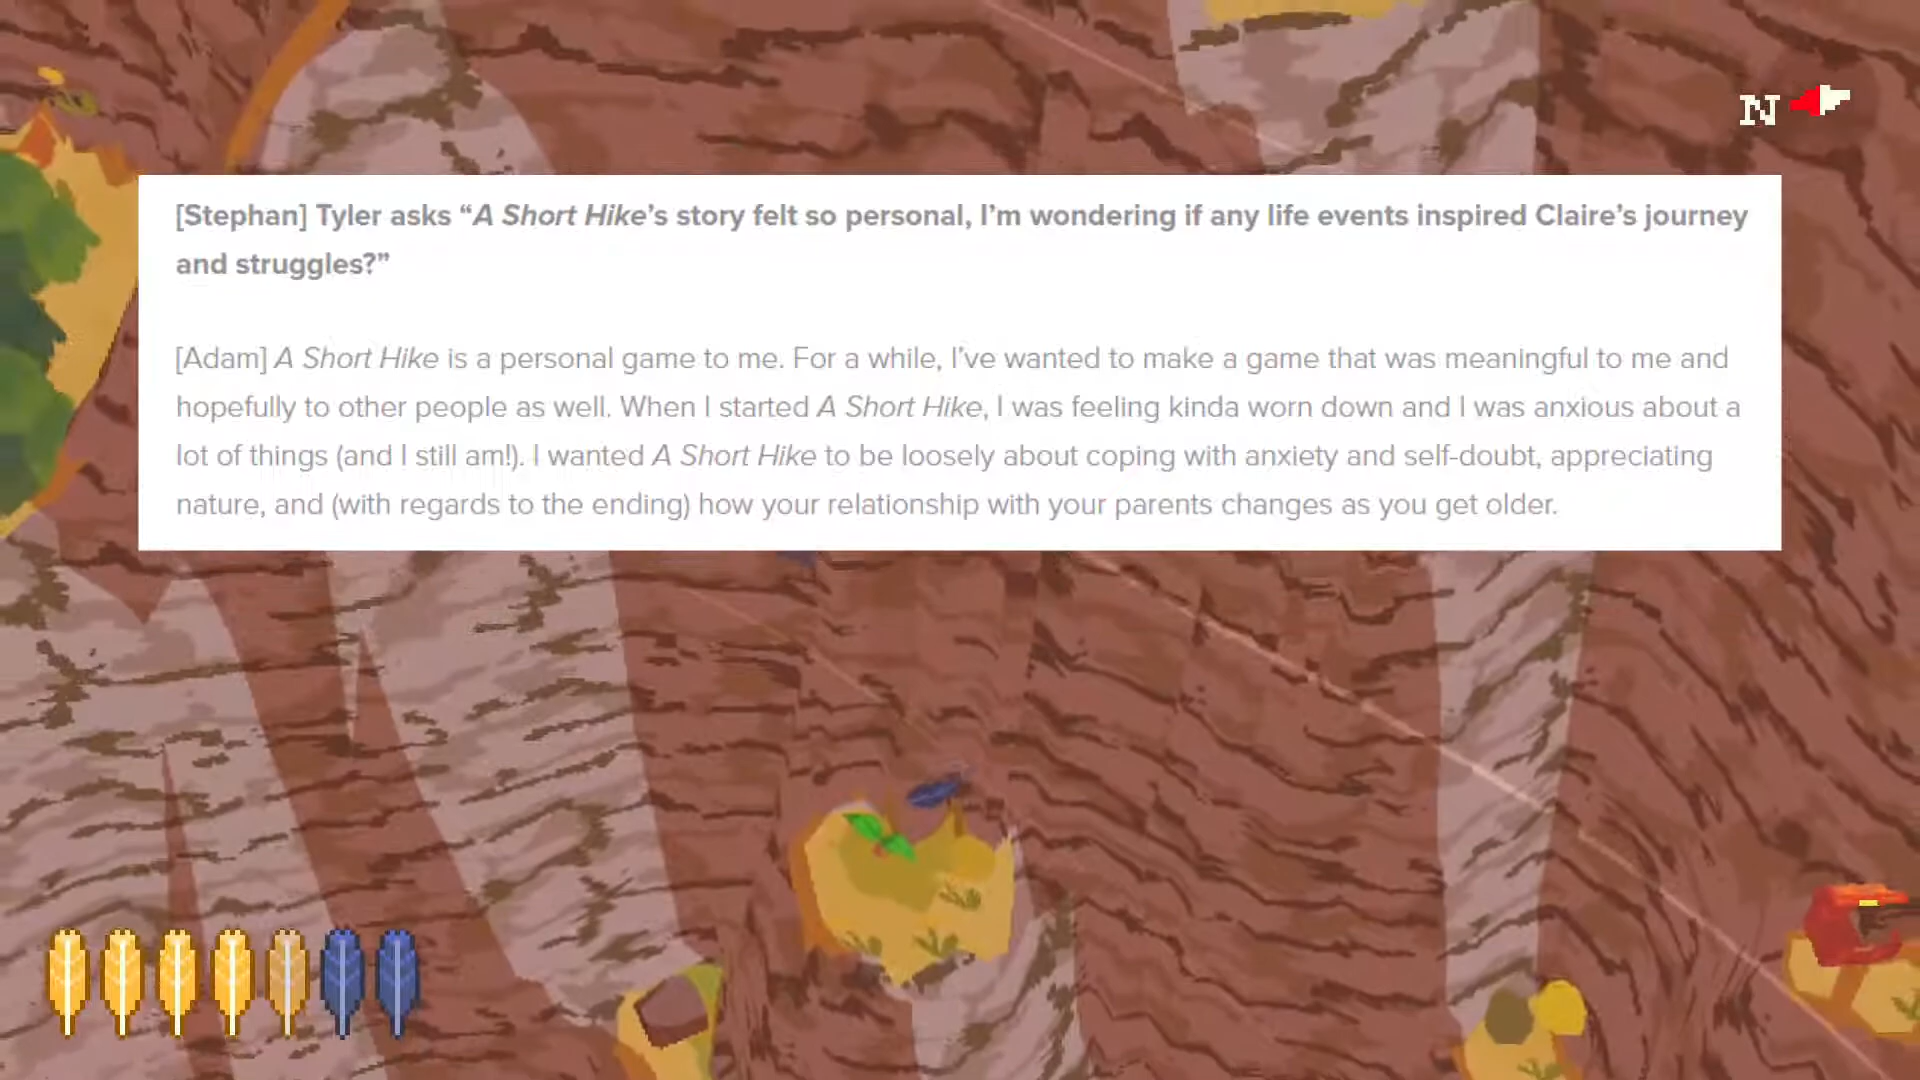 N
[Stephan] Tyler asks “A Short Hike’s story felt so personal, I’m wondering if any life events inspired Claire’s journey
and struggles?”
[Adam] A Short Hike is a personal game to me. For a while, I’ve wanted to make a game that was meaningful to me and
hopefully to other people as well. When I started A Short Hike, I was feeling kinda worn down and I was anxious about a
lot of things (and I still am!). I wanted A Short Hike to be loosely about coping with anxiety and self-doubt, appreciating
nature, and (with regards to the ending) how your relationship with your parents changes as you get older.